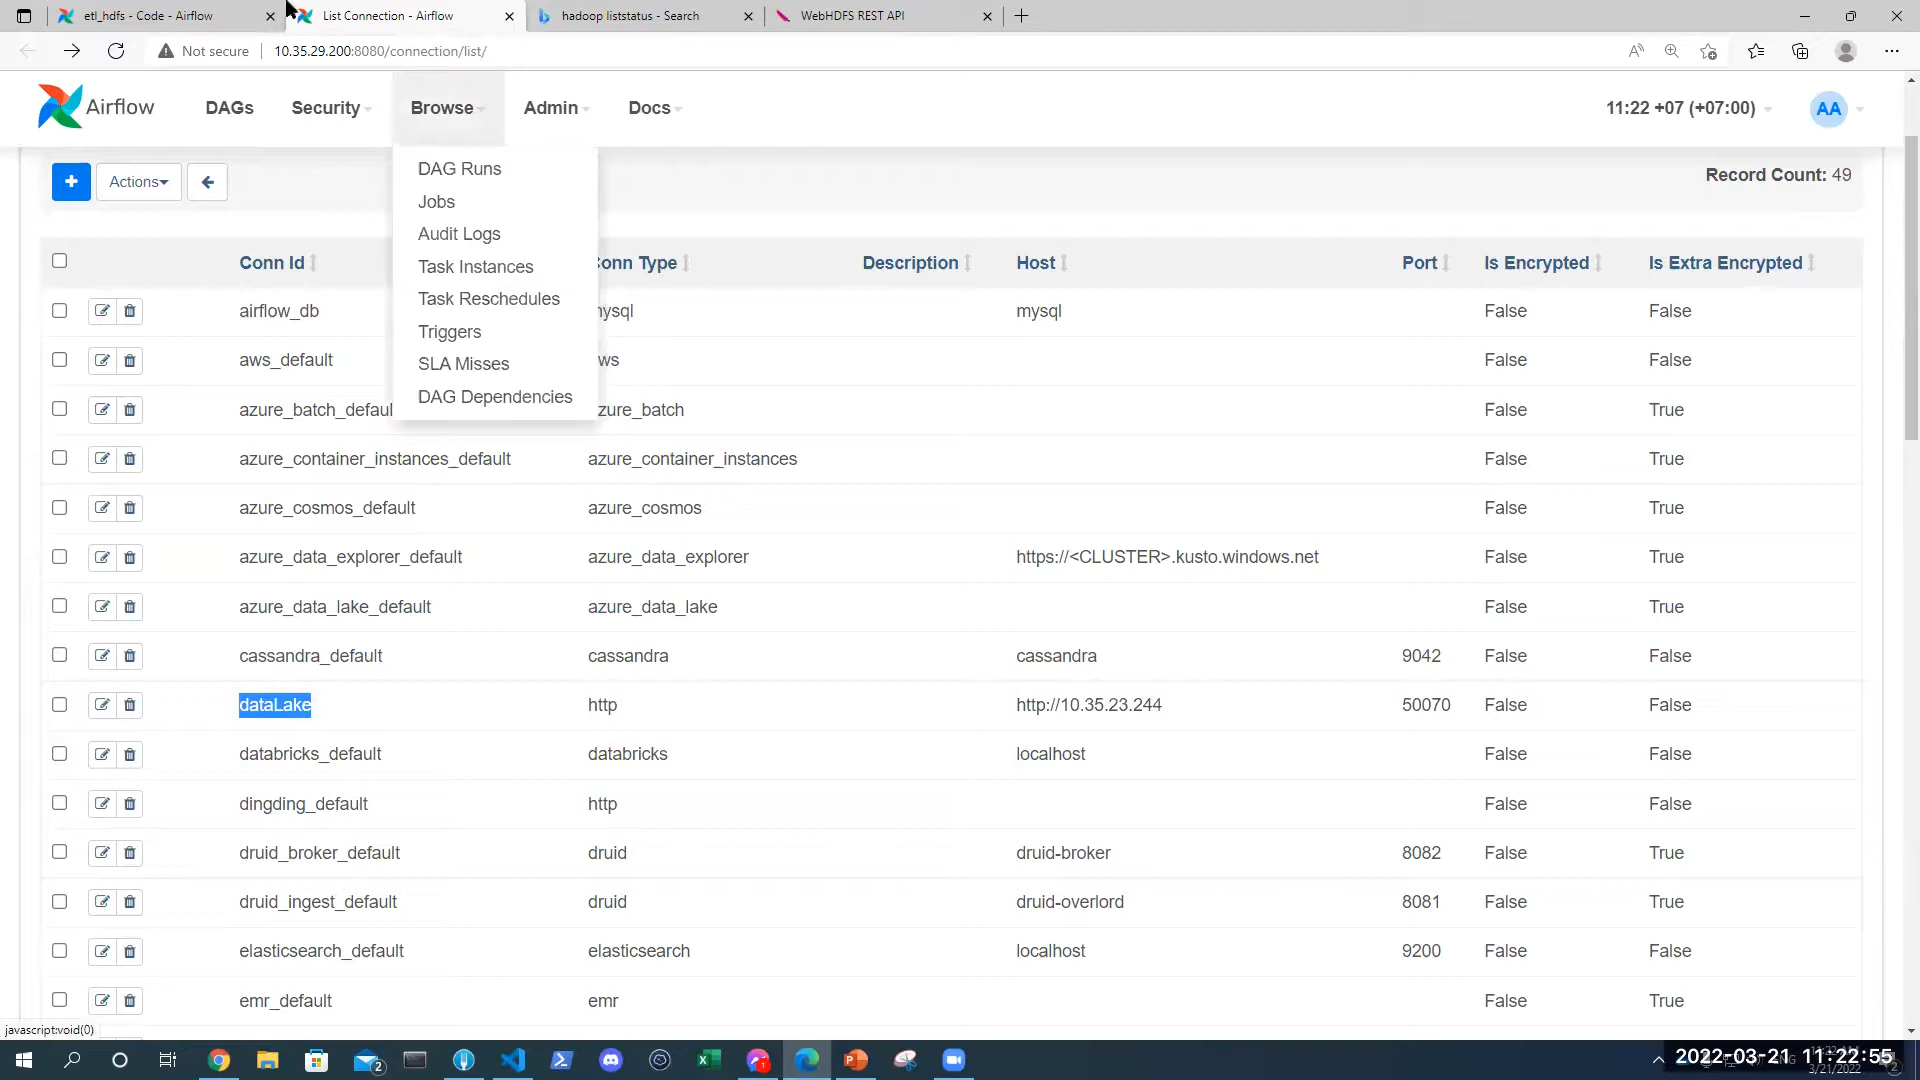 etl_hdfs - Code - Airflow
List Connection - Airflow
hadoop liststatus - Search
WebHDFS REST API
Not secure
10.35.29.200:8080/connection/list/
Airflow
DAGs
Security
Browse
Admin
Docs
11:22 +07 (+07:00)
AA
DAG Runs
Jobs
Audit Logs
Task Instances
Task Reschedules
Triggers
SLA Misses
DAG Dependencies
Actions
Record Count: 49
Conn Id onn Type Description Host Port Is Encrypted Is Extra Encrypted
airflow_db ysql mysql False False
aws_default ws False False
azure_batch_defaul zure_batch False True
azure_container_instances_default azure_container_instances False True
azure_cosmos_default azure_cosmos False True
azure_data_explorer_default azure_data_explorer https://<CLUSTER>.kusto.windows.net False True
azure_data_lake_default azure_data_lake False True
cassandra_default cassandra cassandra 9042 False False
dataLake http http://10.35.23.244 50070 False False
databricks_default databricks localhost False False
dingding_default http False False
druid_broker_default druid druid-broker 8082 False True
druid_ingest_default druid druid-overlord 8081 False True
elasticsearch_default elasticsearch localhost 9200 False False
emr_default emr False True
javascript:void(0)
2022-03-21 11:22:55
3/21/2022